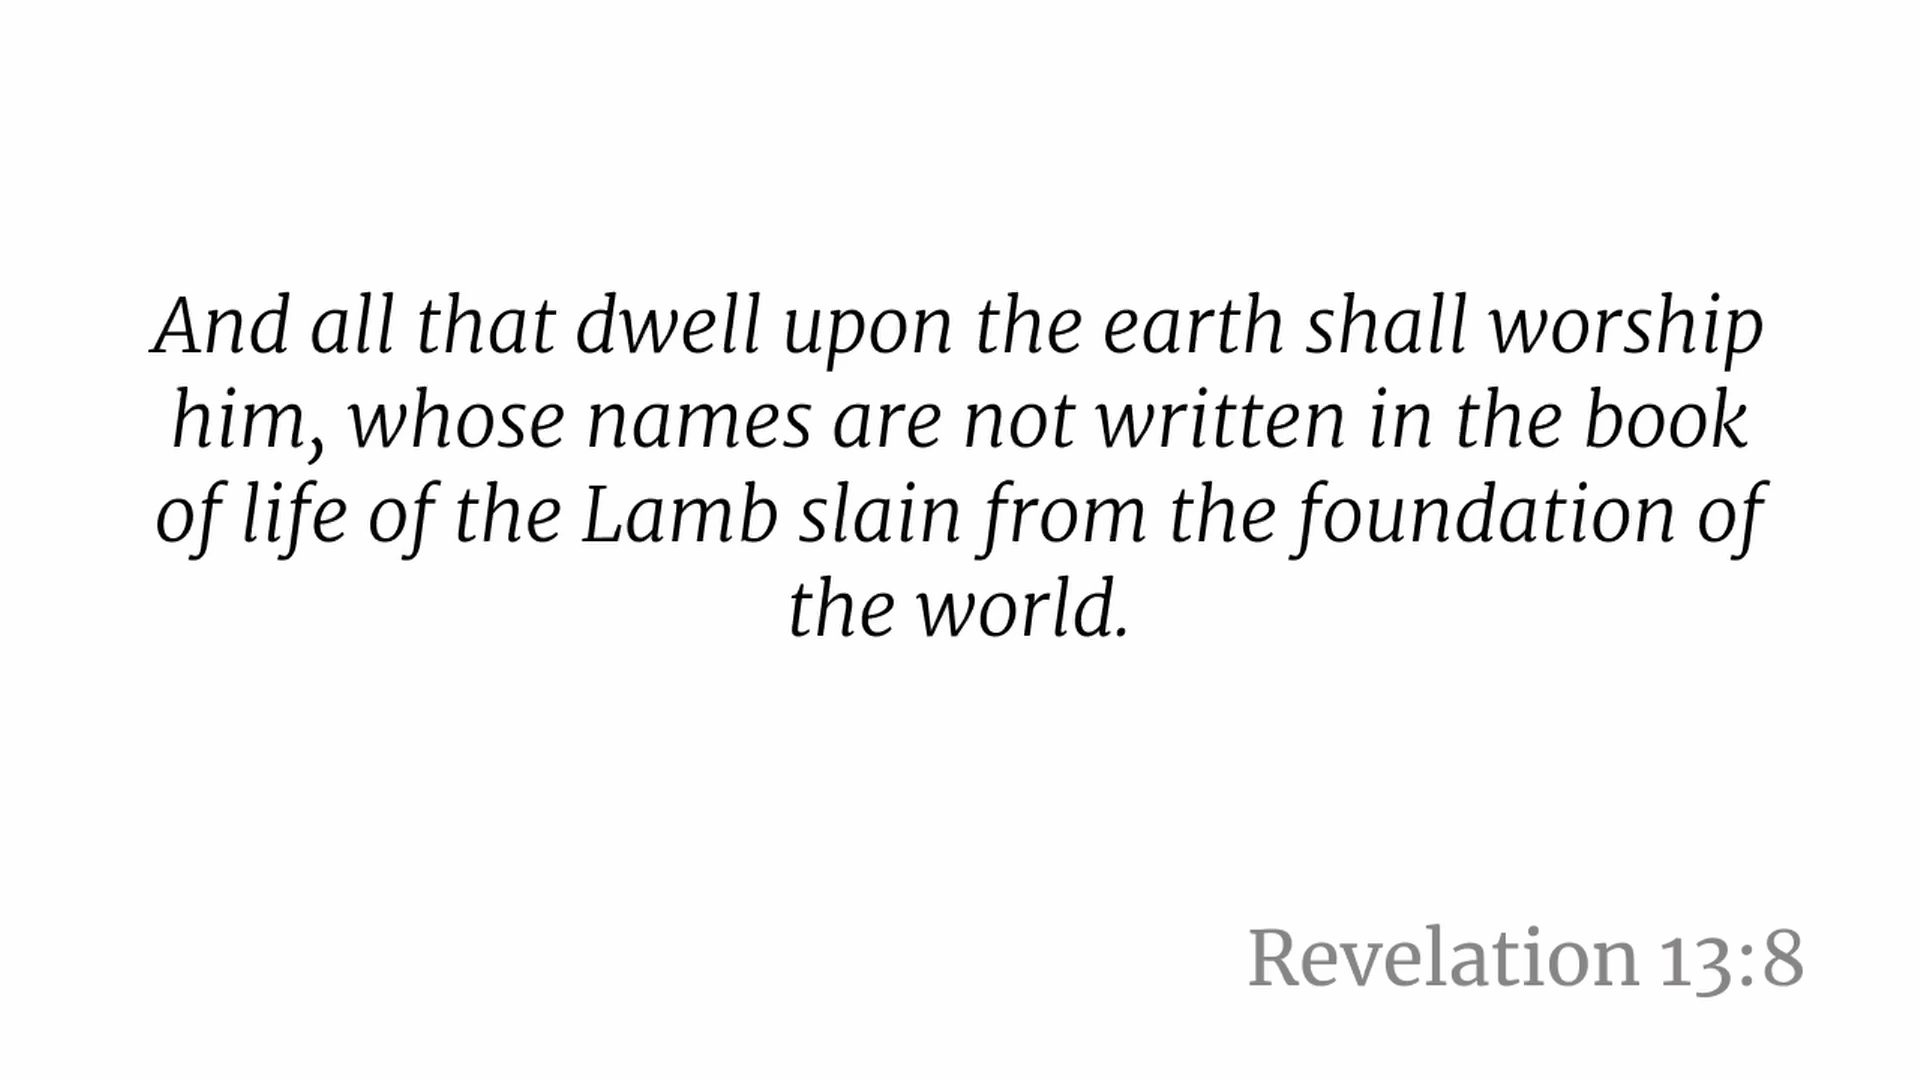 And all that dwell upon the earth shall worship
him, whose names are not written in the book
of life of the Lamb slain from the foundation of
the world.
Revelation 13:8